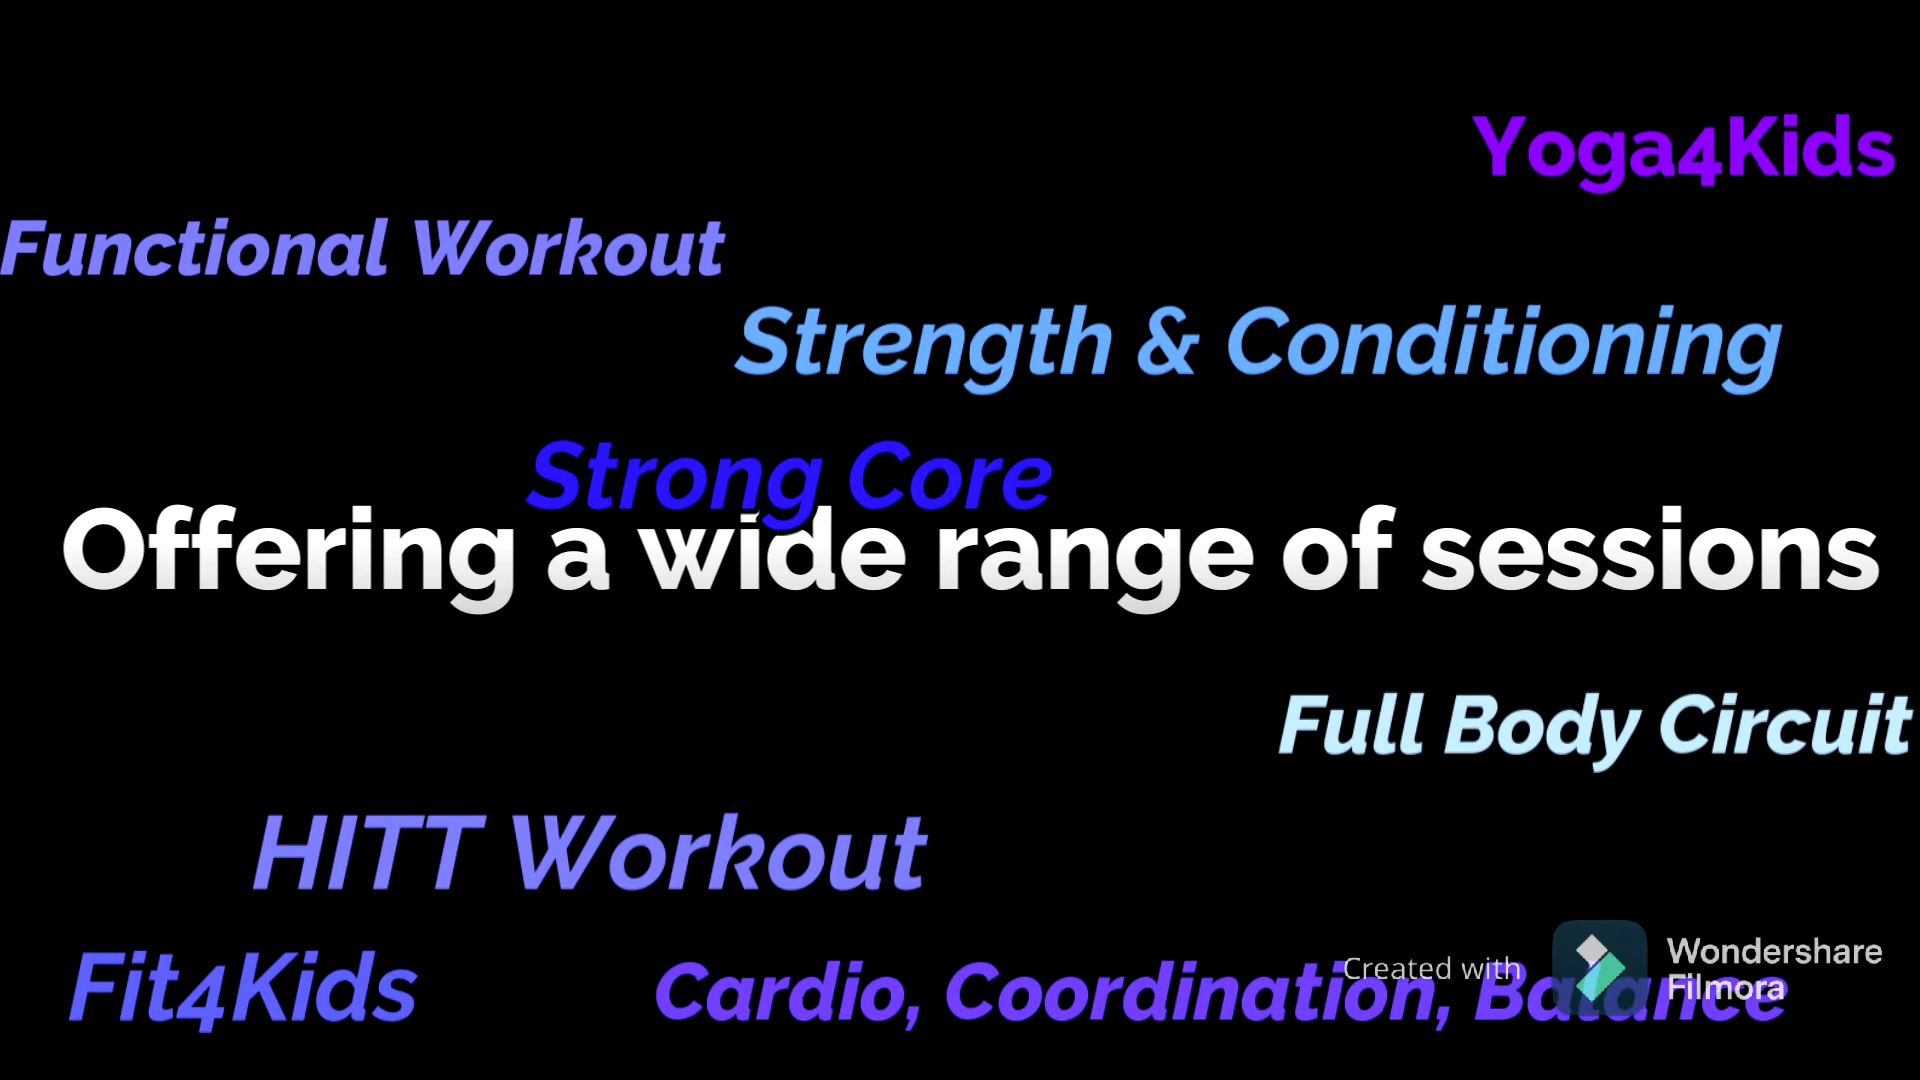 Yoga4Kids
Functional Workout
Strength & Conditioning
Strong Core
Offering a wide range of sessions
Full Body Circuit
HITT Workout
Fit4Kids
Cardio, Coordination, Balance
Created with
Wondershare
Filmora